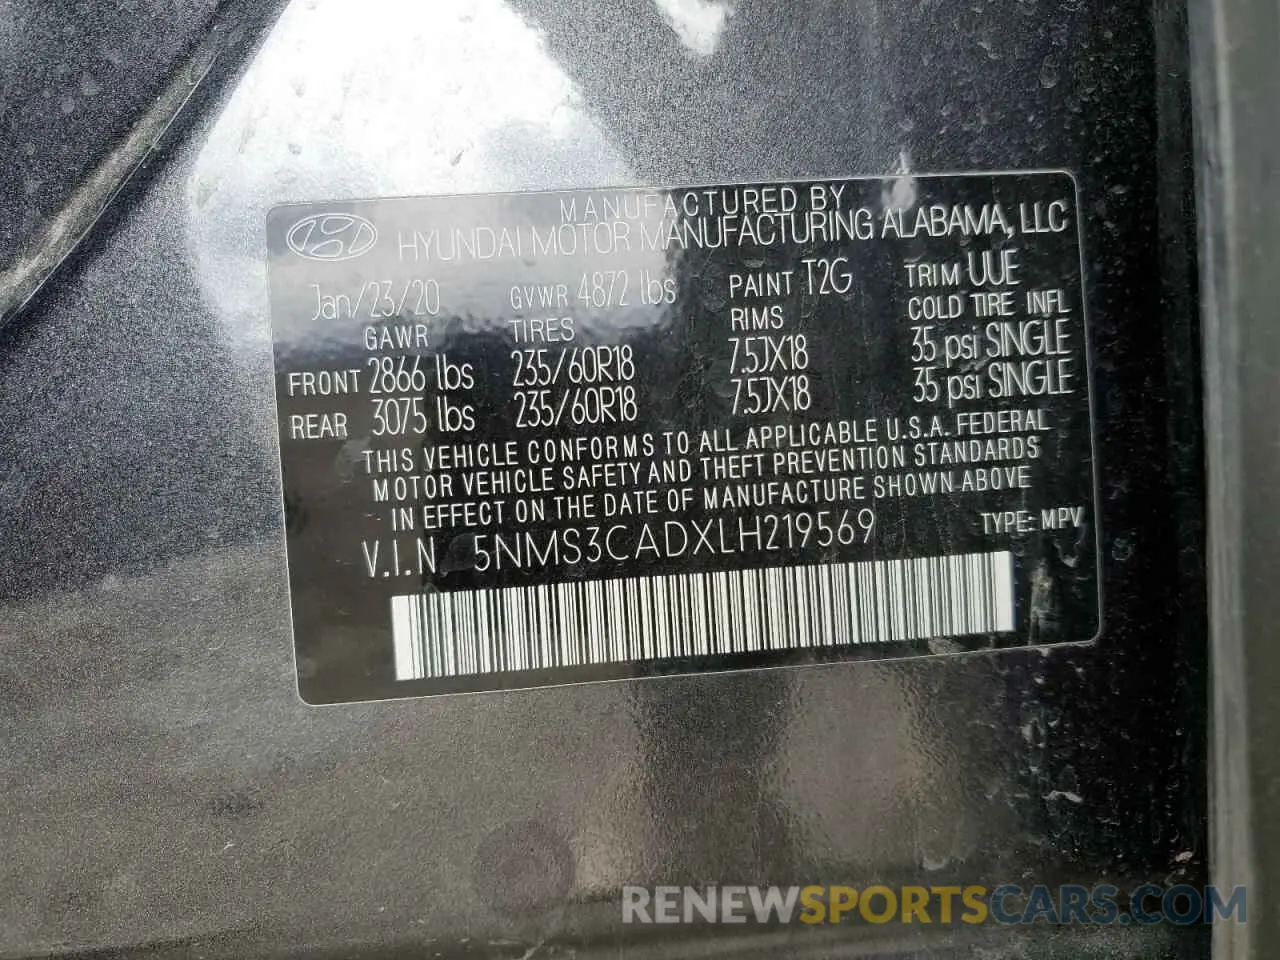 MANUFACTURED BY
HYUNDAI MOTOR MANUFACTURING ALABAMA, LLC
Jan/23/20 GVWR 4872 lbs PAINT T2G TRIM UUE
GAWR TIRES RIMS COLD TIRE INFL
FRONT 2866 lbs 235/60R18 7.5JX18 35 psi SINGLE
REAR 3075 lbs 235/60R18 7.5JX18 35 psi SINGLE
THIS VEHICLE CONFORMS TO ALL APPLICABLE U.S.A. FEDERAL
MOTOR VEHICLE SAFETY AND THEFT PREVENTION STANDARDS
IN EFFECT ON THE DATE OF MANUFACTURE SHOWN ABOVE
V.I.N. 5NMS3CADXLH219569 TYPE: MPV
RENEWSPORTSCARS.COM